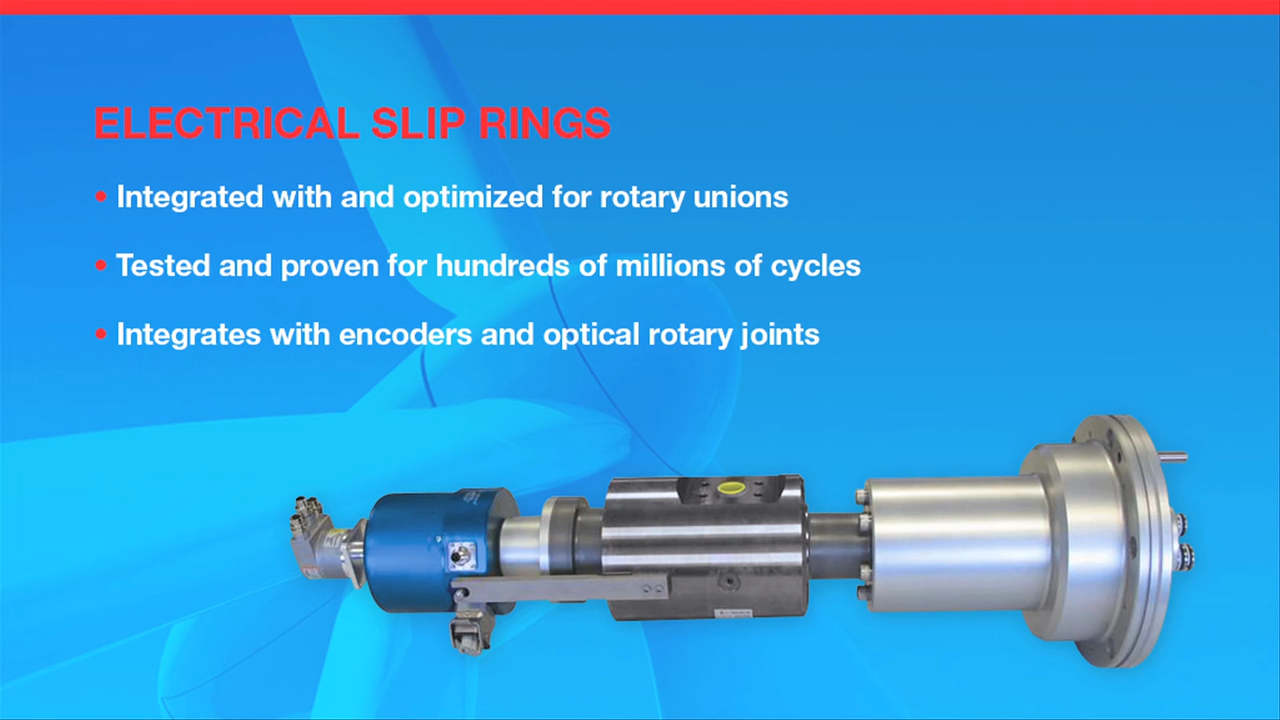 ELECTRICAL SLIP RINGS
• Integrated with and optimized for rotary unions
• Tested and proven for hundreds of millions of cycles
• Integrates with encoders and optical rotary joints